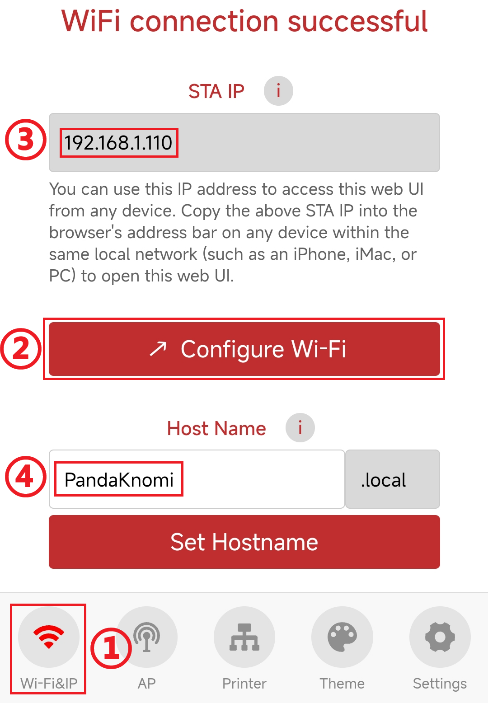 WiFi connection successful
STA IP i
③ 192.168.1.110
You can use this IP address to access this web UI
from any device. Copy the above STA IP into the
browser's address bar on any device within the
same local network (such as an iPhone, iMac, or
PC) to open this web UI.
② ↗ Configure Wi-Fi
Host Name i
④ PandaKnomi .local
Set Hostname
①
Wi-Fi&IP AP Printer Theme Settings